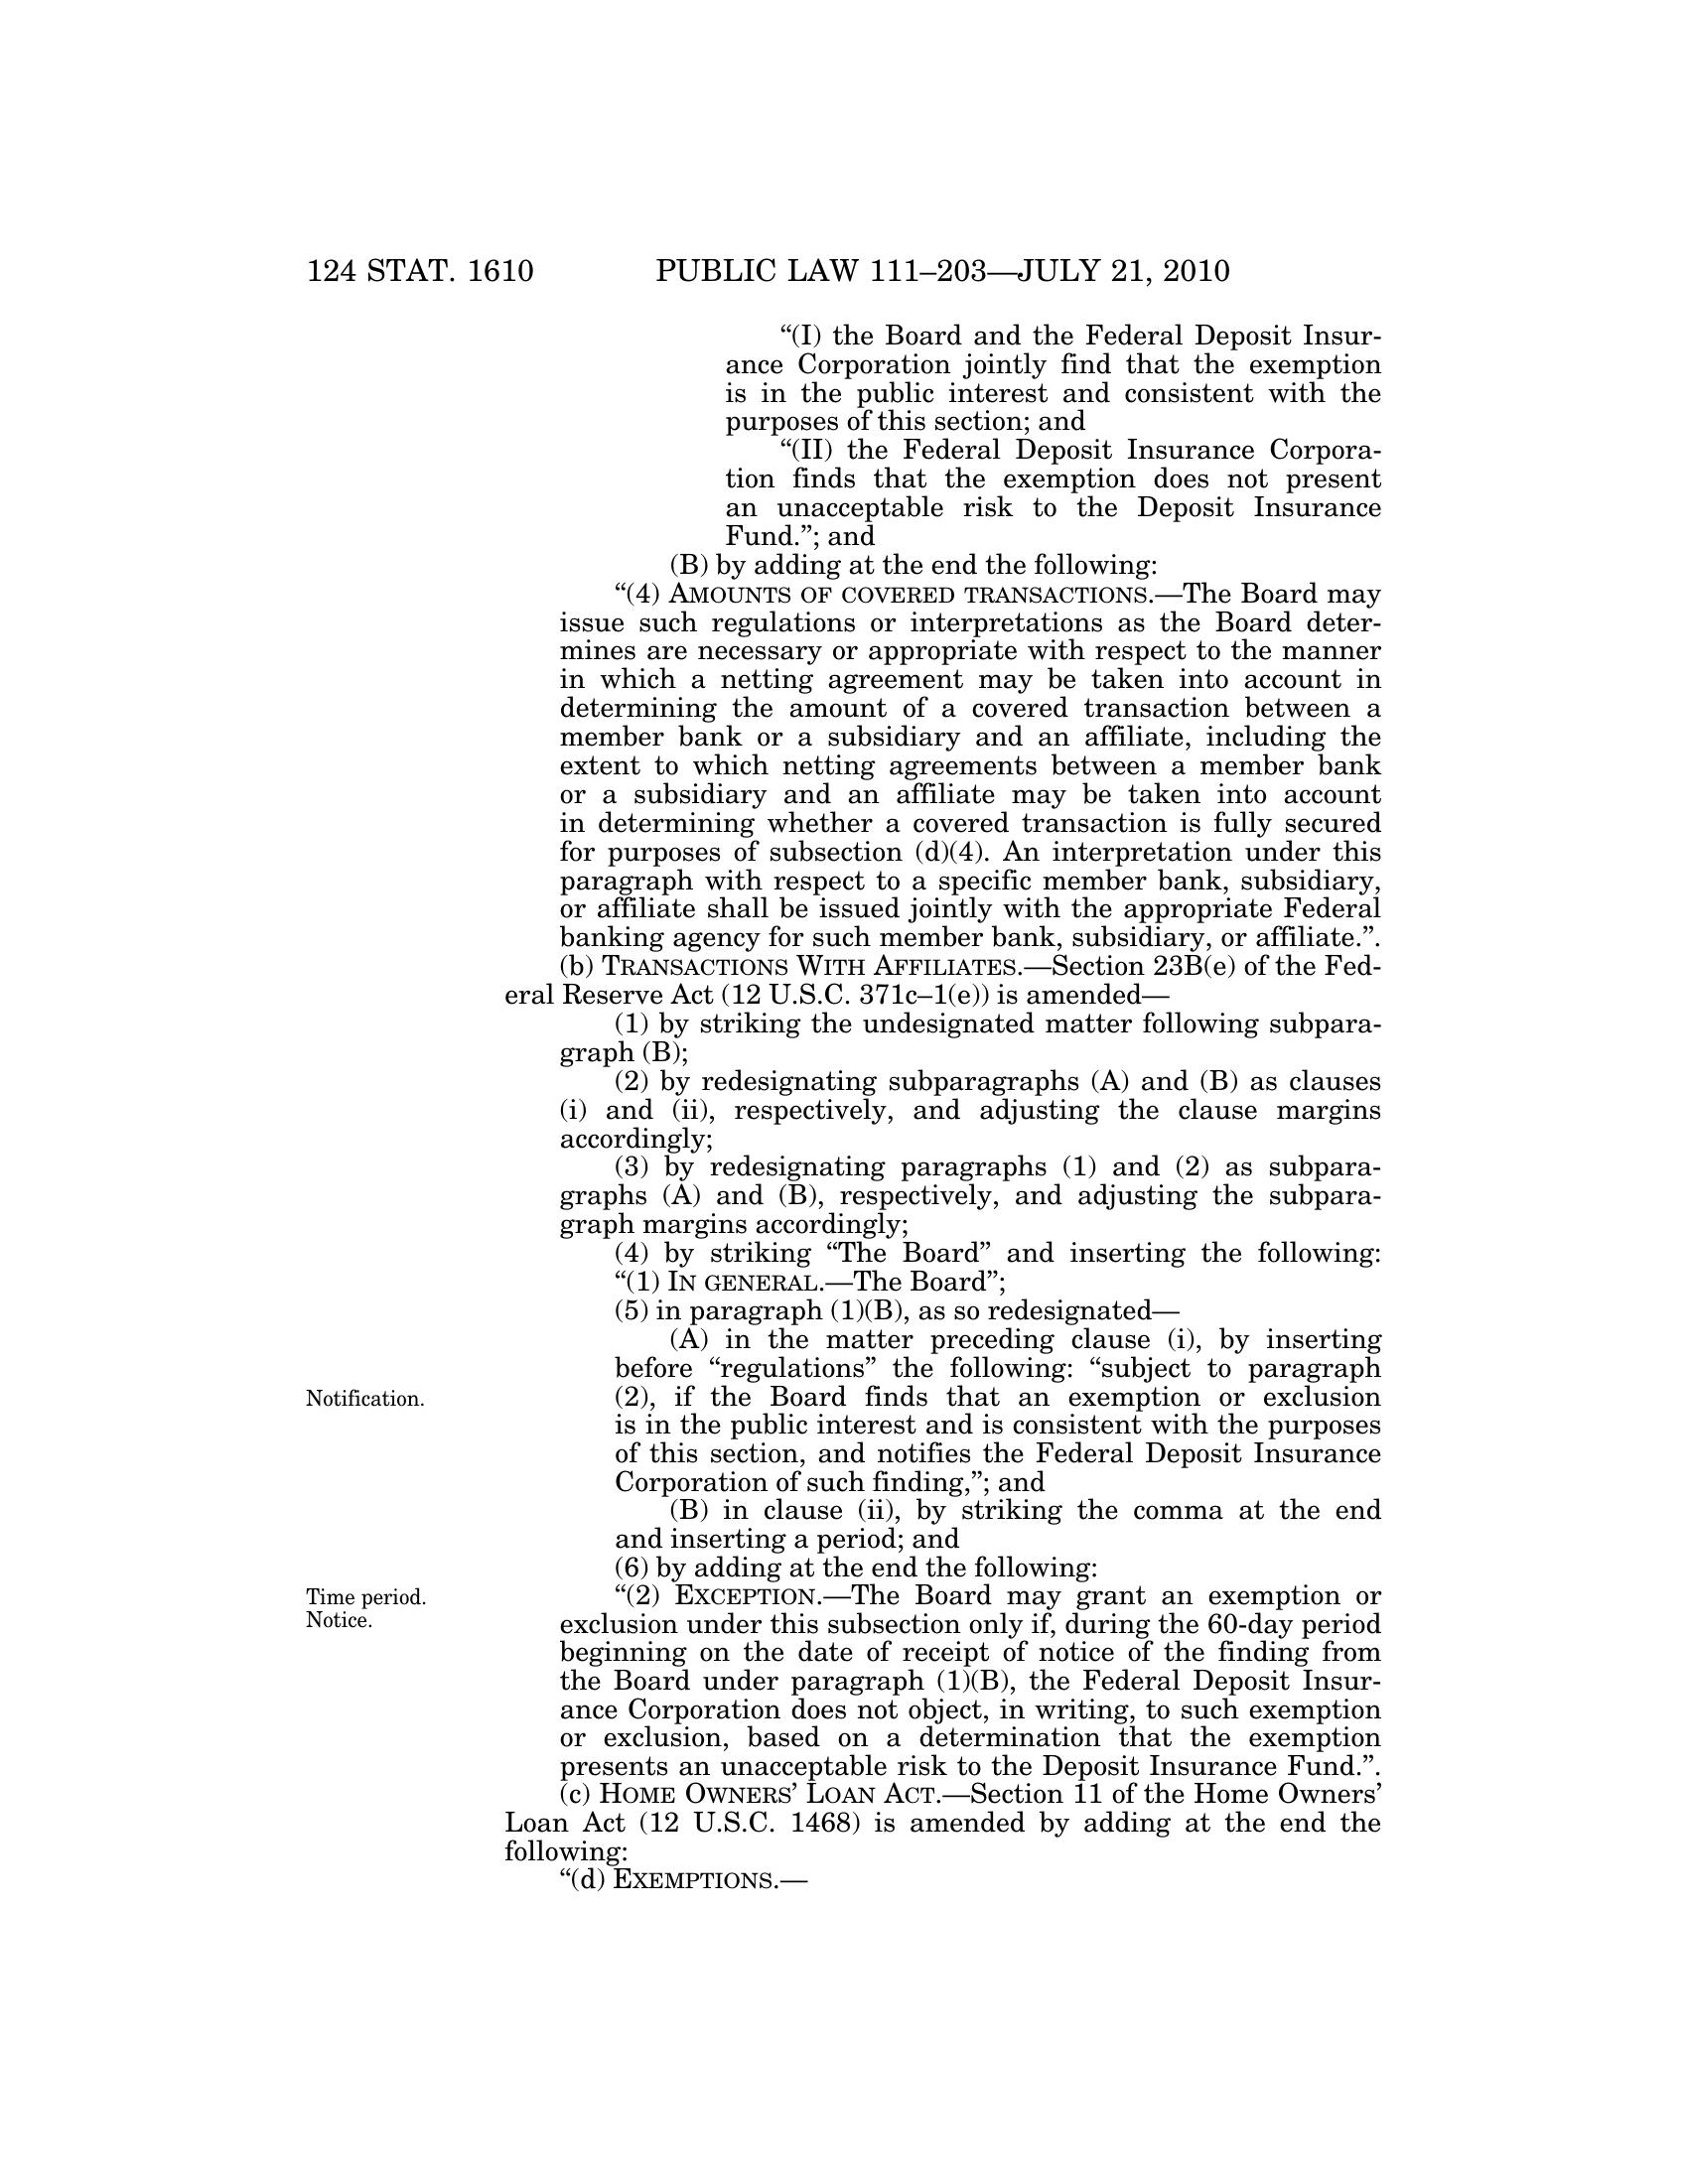 124 STAT. 1610 PUBLIC LAW 111–203—JULY 21, 2010
“(I) the Board and the Federal Deposit Insur-
ance Corporation jointly find that the exemption
is in the public interest and consistent with the
purposes of this section; and
“(II) the Federal Deposit Insurance Corpora-
tion finds that the exemption does not present
an unacceptable risk to the Deposit Insurance
Fund.”; and
(B) by adding at the end the following:
“(4) AMOUNTS OF COVERED TRANSACTIONS.—The Board may
issue such regulations or interpretations as the Board deter-
mines are necessary or appropriate with respect to the manner
in which a netting agreement may be taken into account in
determining the amount of a covered transaction between a
member bank or a subsidiary and an affiliate, including the
extent to which netting agreements between a member bank
or a subsidiary and an affiliate may be taken into account
in determining whether a covered transaction is fully secured
for purposes of subsection (d)(4). An interpretation under this
paragraph with respect to a specific member bank, subsidiary,
or affiliate shall be issued jointly with the appropriate Federal
banking agency for such member bank, subsidiary, or affiliate.”.
(b) TRANSACTIONS WITH AFFILIATES.—Section 23B(e) of the Fed-
eral Reserve Act (12 U.S.C. 371c–1(e)) is amended—
(1) by striking the undesignated matter following subpara-
graph (B);
(2) by redesignating subparagraphs (A) and (B) as clauses
(i) and (ii), respectively, and adjusting the clause margins
accordingly;
(3) by redesignating paragraphs (1) and (2) as subpara-
graphs (A) and (B), respectively, and adjusting the subpara-
graph margins accordingly;
(4) by striking “The Board” and inserting the following:
“(1) IN GENERAL.—The Board”;
(5) in paragraph (1)(B), as so redesignated—
(A) in the matter preceding clause (i), by inserting
before “regulations” the following: “subject to paragraph
Notification.
(2), if the Board finds that an exemption or exclusion
is in the public interest and is consistent with the purposes
of this section, and notifies the Federal Deposit Insurance
Corporation of such finding,”; and
(B) in clause (ii), by striking the comma at the end
and inserting a period; and
(6) by adding at the end the following:
Time period.
Notice.
“(2) EXCEPTION.—The Board may grant an exemption or
exclusion under this subsection only if, during the 60-day period
beginning on the date of receipt of notice of the finding from
the Board under paragraph (1)(B), the Federal Deposit Insur-
ance Corporation does not object, in writing, to such exemption
or exclusion, based on a determination that the exemption
presents an unacceptable risk to the Deposit Insurance Fund.”.
(c) HOME OWNERS’ LOAN ACT.—Section 11 of the Home Owners’
Loan Act (12 U.S.C. 1468) is amended by adding at the end the
following:
“(d) EXEMPTIONS.—